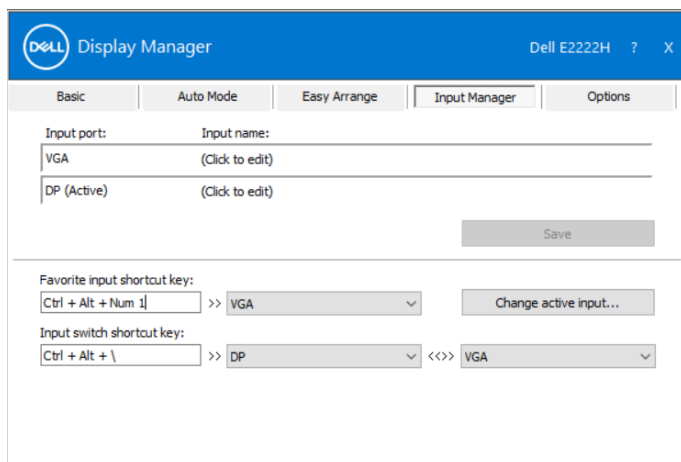 DELL Display Manager Dell E2222H ? X
Basic Auto Mode Easy Arrange Input Manager Options
Input port: Input name:
VGA (Click to edit)
DP (Active) (Click to edit)
Save
Favorite input shortcut key:
Ctrl + Alt + Num 1 >> VGA Change active input...
Input switch shortcut key:
Ctrl + Alt + \ >> DP <<>> VGA